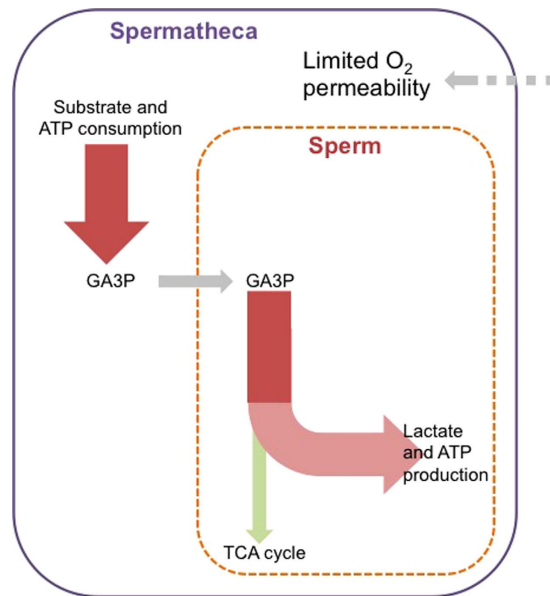 Spermatheca
Limited O₂
permeability
Substrate and
ATP consumption
Sperm
GA3P
GA3P
Lactate
and ATP
production
TCA cycle